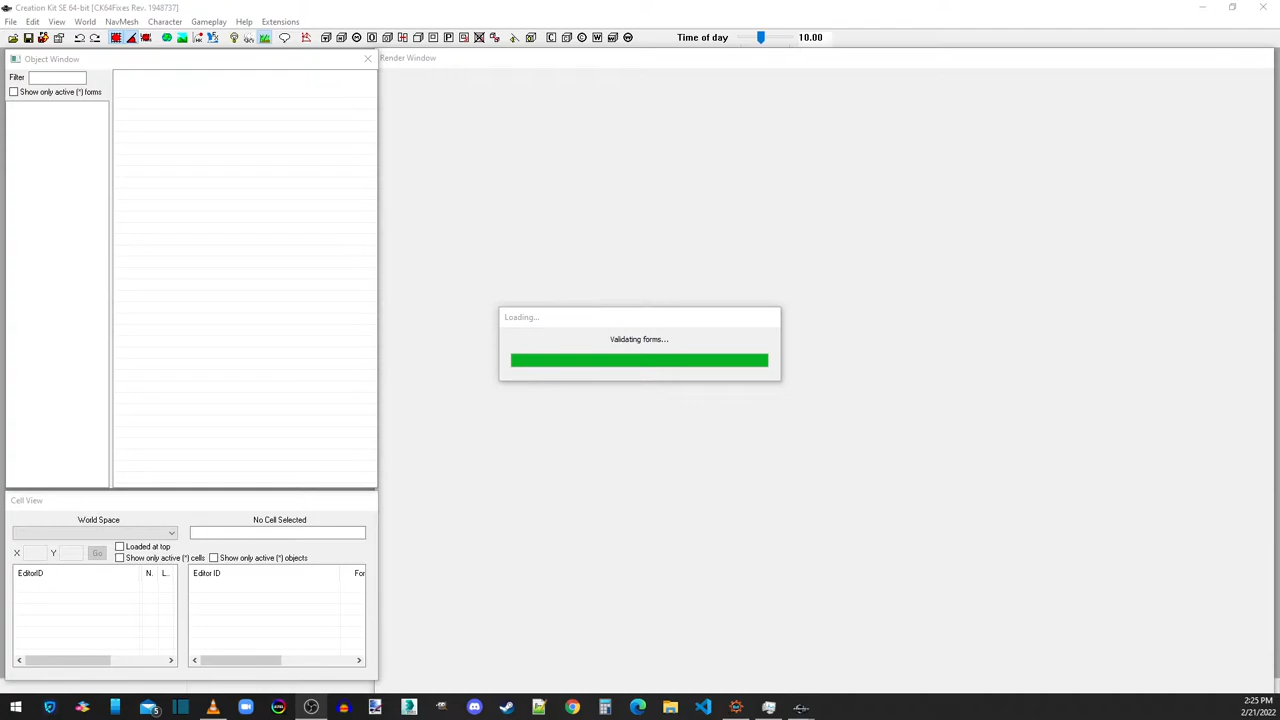 Creation Kit SE 64-bit [CK64Fixes Rev. 1948737]
File Edit View World NavMesh Character Gameplay Help Extensions
Time of day 10.00
Object Window
Render Window
Filter
Show only active (*) forms
Loading...
Validating forms...
Cell View
World Space No Cell Selected
X Y Go Loaded at top
Show only active (*) cells Show only active (*) objects
EditorID N. L.. Editor ID For
2:25 PM
2/21/2022